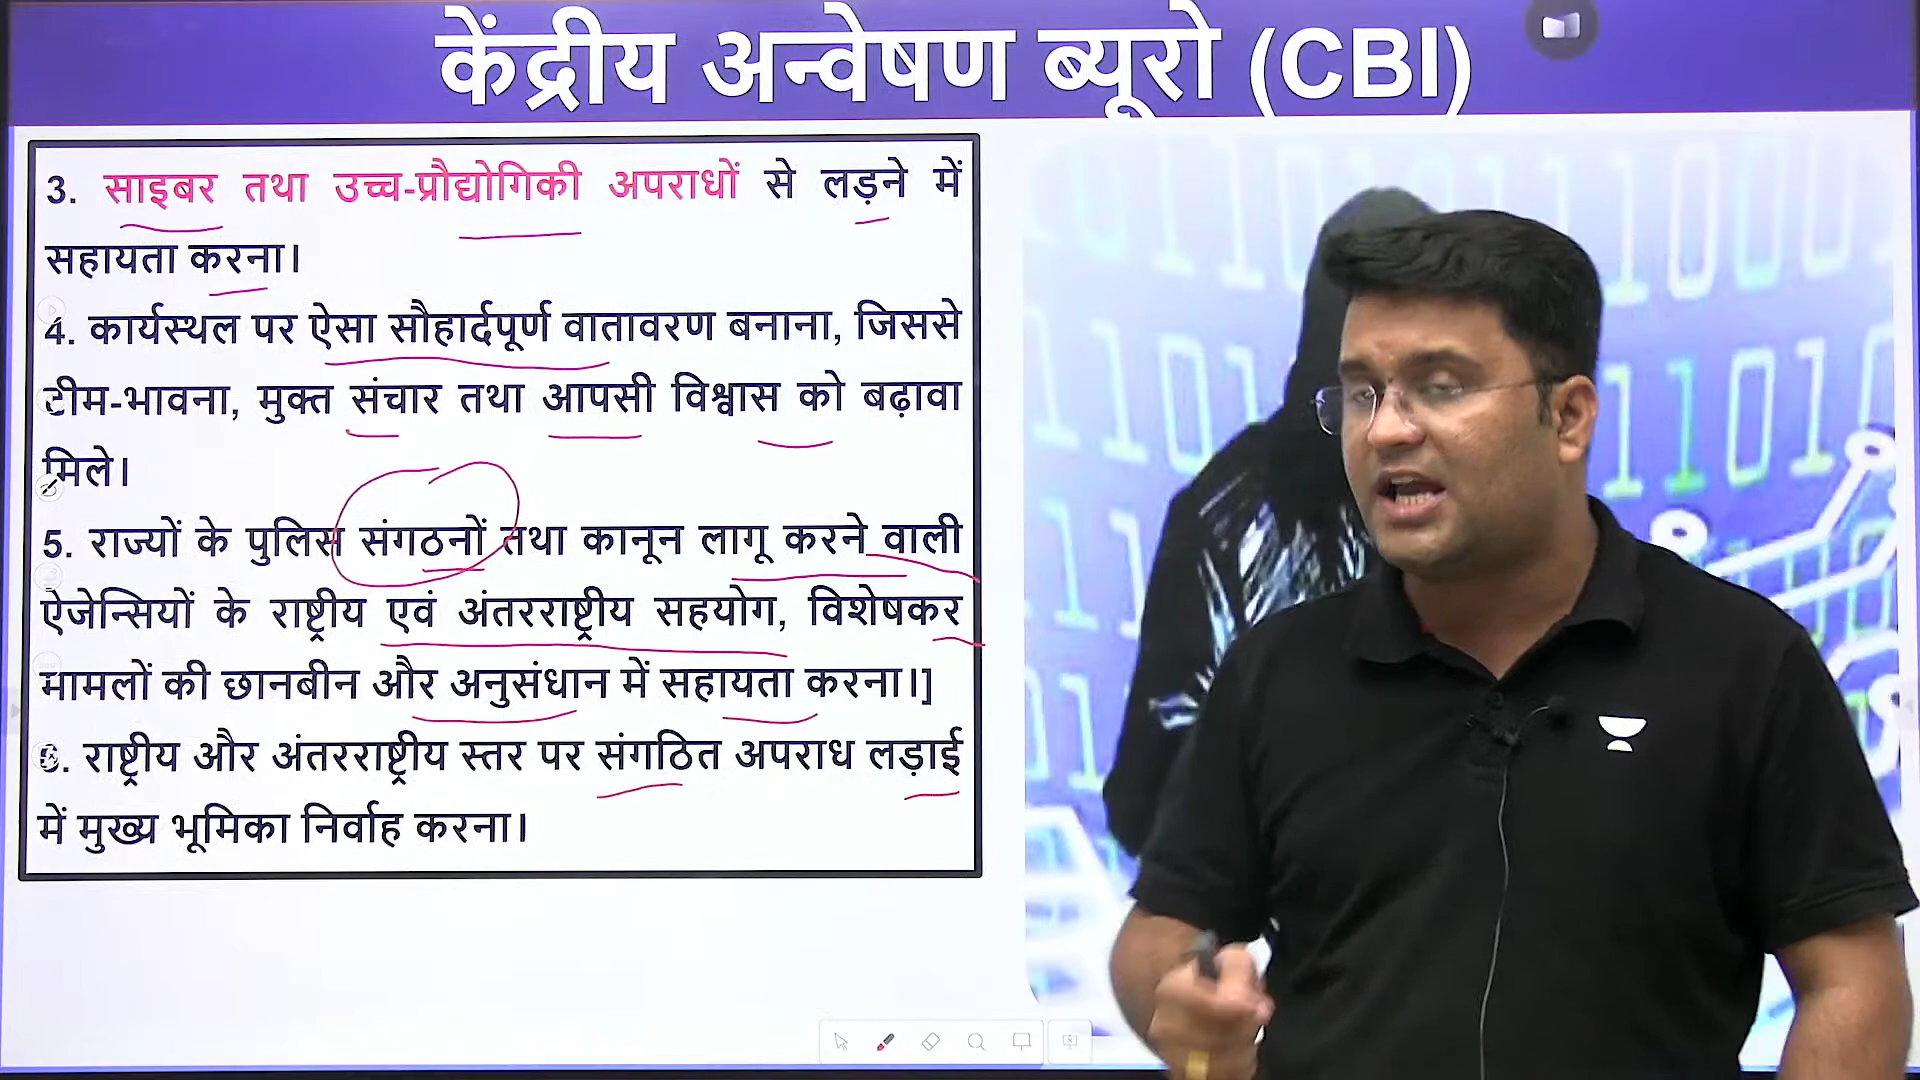 केंद्रीय अन्वेषण ब्यूरो (CBI)
3. साइबर तथा उच्च-प्रौद्योगिकी अपराधों से लड़ने में
सहायता करना।
4. कार्यस्थल पर ऐसा सौहार्दपूर्ण वातावरण बनाना, जिससे
टीम-भावना, मुक्त संचार तथा आपसी विश्वास को बढ़ावा
मिले।
5. राज्यों के पुलिस संगठनों तथा कानून लागू करने वाली
ऐजेन्सियों के राष्ट्रीय एवं अंतरराष्ट्रीय सहयोग, विशेषकर
मामलों की छानबीन और अनुसंधान में सहायता करना।]
6. राष्ट्रीय और अंतरराष्ट्रीय स्तर पर संगठित अपराध लड़ाई
में मुख्य भूमिका निर्वाह करना।